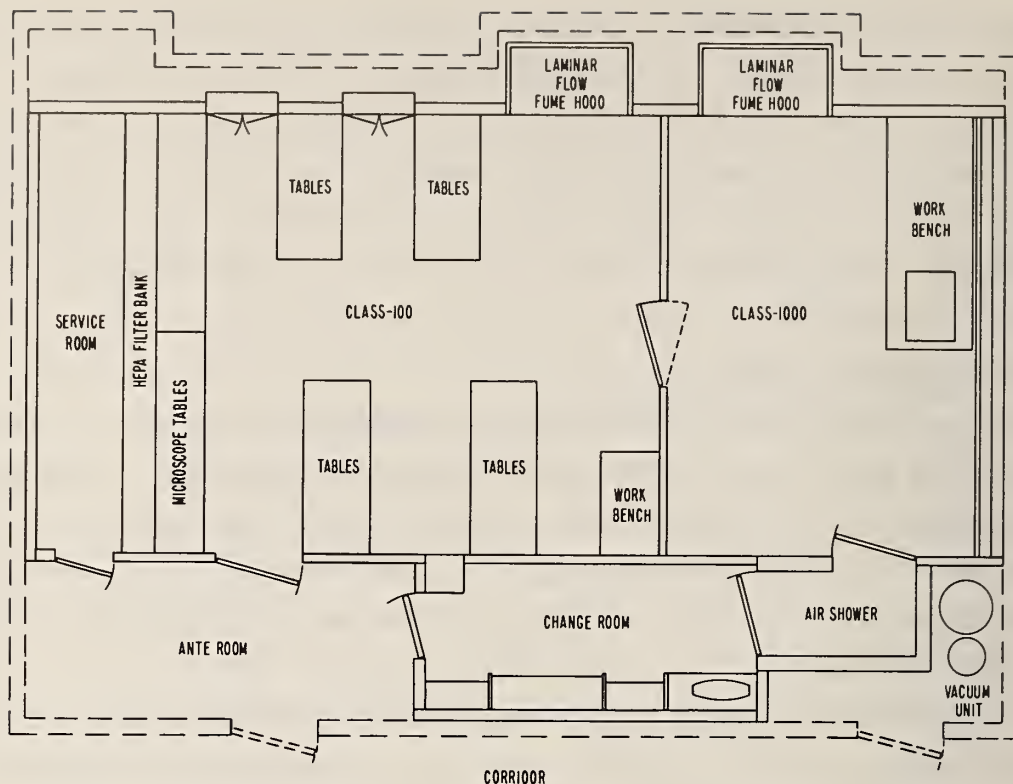 LAMINAR
FLOW
FUME HOOD
LAMINAR
FLOW
FUME HOOD
TABLES
TABLES
WORK
BENCH
SERVICE
ROOM
HEPA FILTER BANK
MICROSCOPE TABLES
CLASS-100
CLASS-1000
TABLES
TABLES
WORK
BENCH
ANTE ROOM
CHANGE ROOM
AIR SHOWER
VACUUM
UNIT
CORRIDOR